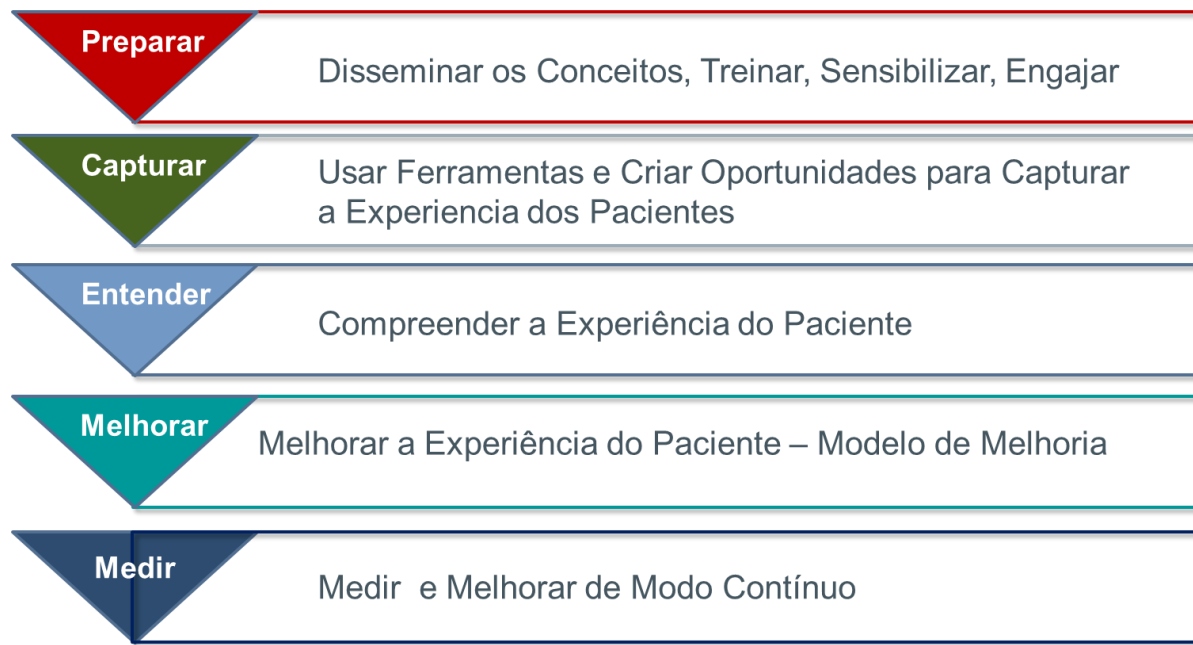 Preparar
Disseminar os Conceitos, Treinar, Sensibilizar, Engajar
Capturar
Usar Ferramentas e Criar Oportunidades para Capturar
a Experiencia dos Pacientes
Entender
Compreender a Experiência do Paciente
Melhorar
Melhorar a Experiência do Paciente – Modelo de Melhoria
Medir
Medir e Melhorar de Modo Contínuo